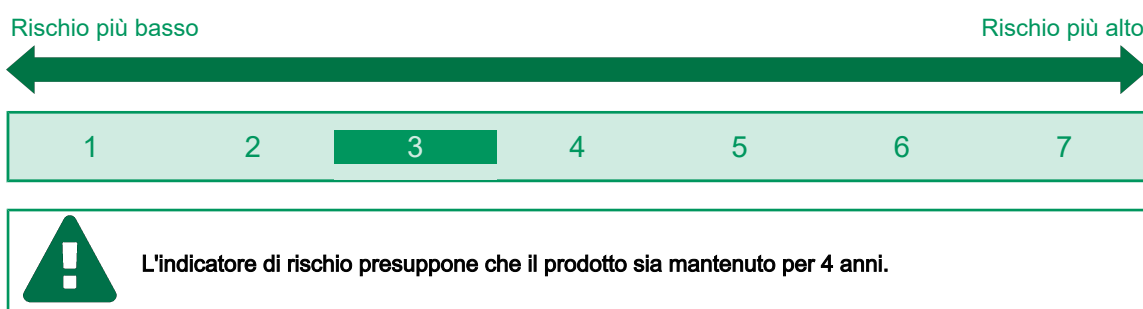 Rischio più basso Rischio più alto
1 2 3 4 5 6 7
L'indicatore di rischio presuppone che il prodotto sia mantenuto per 4 anni.